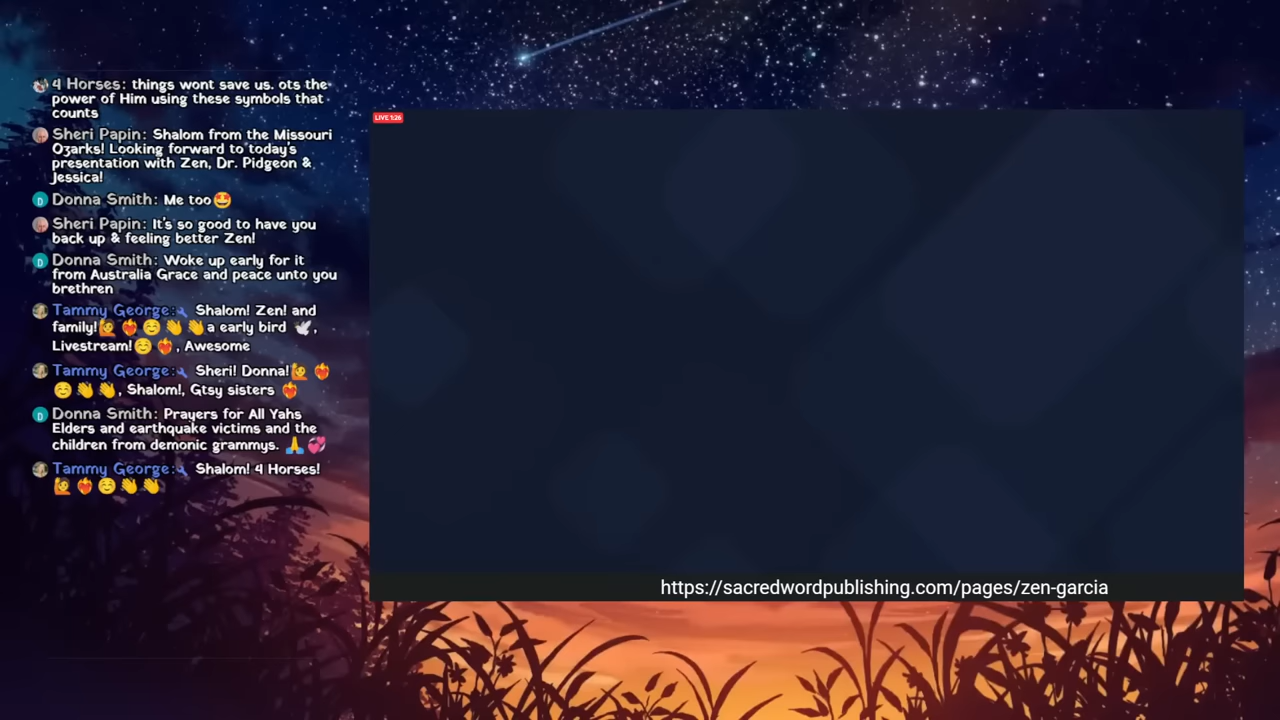 4 Horses: things wont save us. ots the
power of Him using these symbols that
counts
LIVE 1:26
Sheri Papin: Shalom from the Missouri
Ozarks! Looking forward to today's
presentation with Zen, Dr. Pidgeon &
Jessica!
D Donna Smith: Me too🤩
Sheri Papin: It's so good to have you
back up & feeling better Zen!
D Donna Smith: Woke up early for it
from Australia Grace and peace unto you
brethren
Tammy George: Shalom! Zen! and
family!🙋❤️‍🔥☺️👋👋a early bird 🕊️,
Livestream!☺️❤️‍🔥, Awesome
Tammy George: Sheri! Donna!🙋❤️‍🔥
☺️👋👋, Shalom!, Gtsy sisters ❤️‍🔥
D Donna Smith: Prayers for All Yahs
Elders and earthquake victims and the
children from demonic grammys. 🙏💞
Tammy George: Shalom! 4 Horses!
🙋❤️‍🔥☺️👋👋
https://sacredwordpublishing.com/pages/zen-garcia